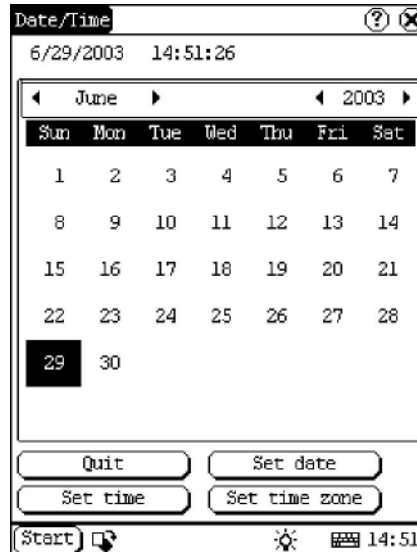 Date/Time ?
6/29/2003 14:51:26
June 2003
Sun Mon Tue Wed Thu Fri Sat
1 2 3 4 5 6 7
8 9 10 11 12 13 14
15 16 17 18 19 20 21
22 23 24 25 26 27 28
29 30
Quit Set date
Set time Set time zone
Start 14:51